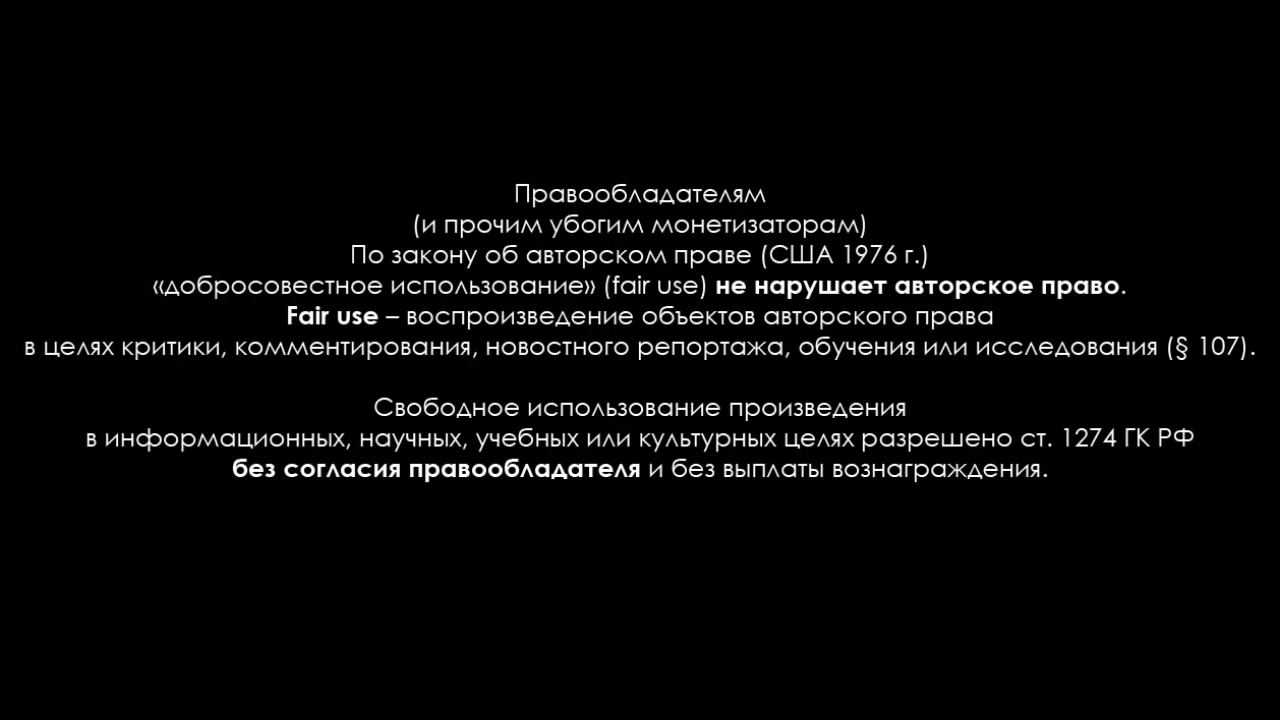 Правообладателям
(и прочим убогим монетизаторам)
По закону об авторском праве (США 1976 г.)
«добросовестное использование» (fair use) не нарушает авторское право.
Fair use – воспроизведение объектов авторского права
в целях критики, комментирования, новостного репортажа, обучения или исследования (§ 107).
Свободное использование произведения
в информационных, научных, учебных или культурных целях разрешено ст. 1274 ГК РФ
без согласия правообладателя и без выплаты вознаграждения.